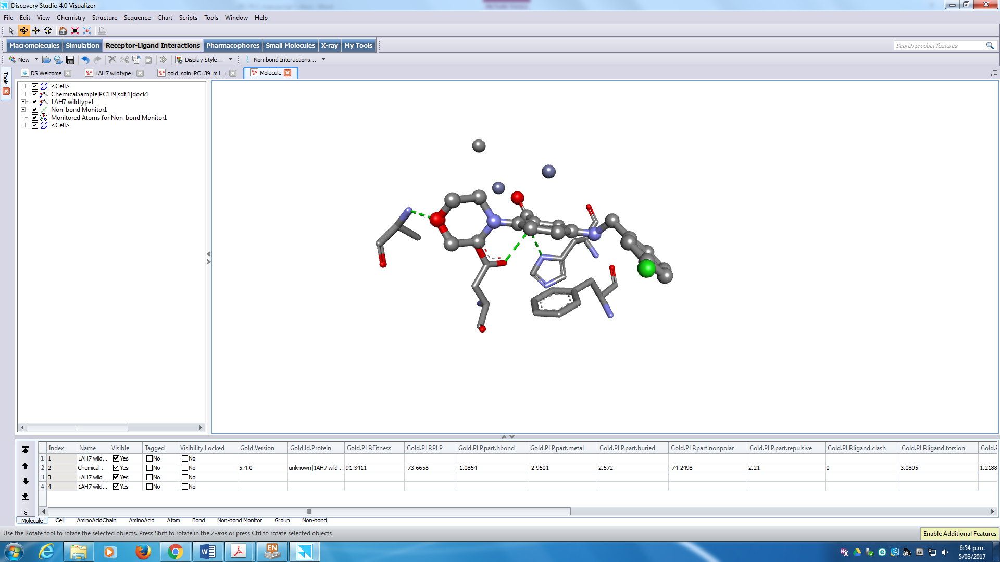 Discovery Studio 4.0 Visualizer
File Edit View Chemistry Structure Sequence Chart Scripts Tools Window Help
Macromolecules Simulation Receptor-Ligand Interactions Pharmacophores Small Molecules X-ray My Tools
Search product features
New Display Style... Non-bond Interactions...
DS Welcome 1AH7 wildtype1 gold_soln_PC139_m1_1 Molecule
Tools
<Cell>
ChemicalSample|PC139|sdf|1|dock1
1AH7 wildtype1
Non-bond Monitor1
Monitored Atoms for Non-bond Monitor1
<Cell>
Index Name Visible Tagged Visibility Locked Gold.Version Gold.Id.Protein Gold.PLP.Fitness Gold.PLP.PLP Gold.PLP.part.hbond Gold.PLP.part.metal Gold.PLP.part.buried Gold.PLP.part.nonpolar Gold.PLP.part.repulsive Gold.PLP.ligand.clash Gold.PLP.ligand.torsion
1 1 1AH7 wild... Yes No No
2 2 Chemical... Yes No No 5.4.0 unknown|1AH7 wild... 91.3411 -73.6658 -1.0864 -2.9501 2.572 -74.2498 2.21 0 3.0805 1.2188
3 3 1AH7 wild... Yes No No
4 4 1AH7 wild... Yes No No
Molecule Cell AminoAcidChain AminoAcid Atom Bond Non-bond Monitor Group Non-bond
Use the Rotate tool to rotate the selected objects. Press Shift to rotate in the Z-axis or press Ctrl to rotate selected objects
Enable Additional Features
EN
6:54 p.m.
5/03/2017